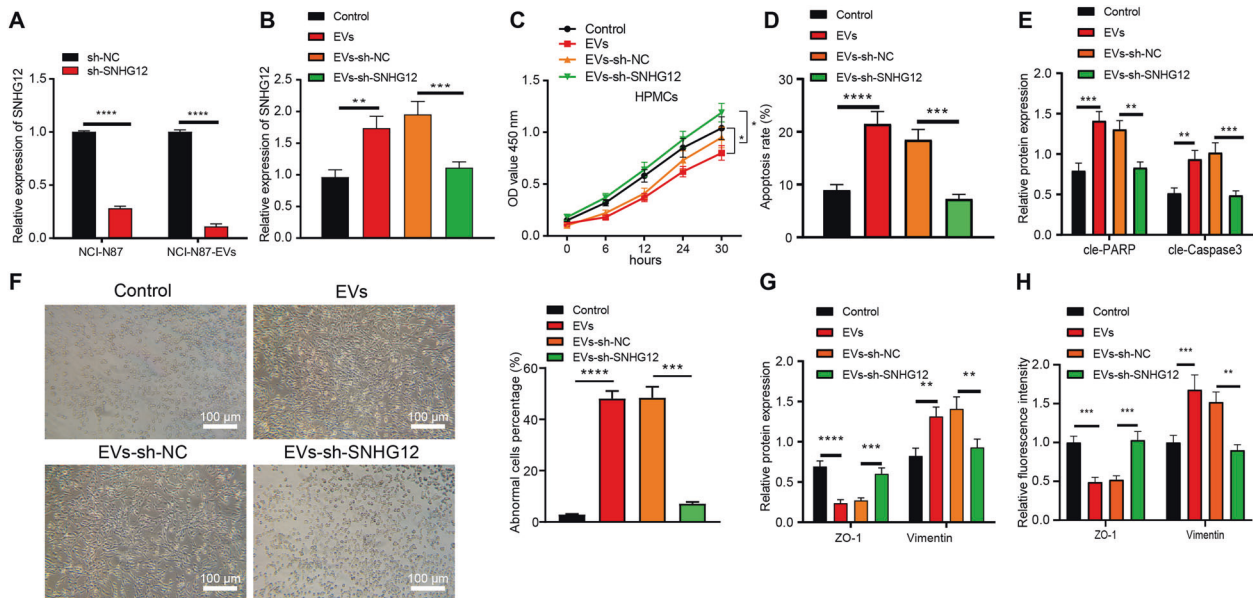 A
sh-NC
sh-SNHG12
Relative expression of SNHG12
1.5
1.0
0.5
0.0
****
****
NCI-N87
NCI-N87-EVs
B
Control
EVs
EVs-sh-NC
EVs-sh-SNHG12
Relative expression of SNHG12
2.5
2.0
1.5
1.0
0.5
0.0
**
***
C
Control
EVs
EVs-sh-NC
EVs-sh-SNHG12
HPMCs
OD value 450 nm
1.5
1.0
0.5
0.0
*
*
0 6 12 24 30
hours
D
Control
EVs
EVs-sh-NC
EVs-sh-SNHG12
Apoptosis rate (%)
40
30
20
10
0
****
***
E
Control
EVs
EVs-sh-NC
EVs-sh-SNHG12
Relative protein expression
2.0
1.5
1.0
0.5
0.0
***
**
**
***
cle-PARP
cle-Caspase3
F
Control
100 µm
EVs
100 µm
EVs-sh-NC
100 µm
EVs-sh-SNHG12
100 µm
Control
EVs
EVs-sh-NC
EVs-sh-SNHG12
Abnormal cells percentage (%)
60
40
20
0
****
***
G
Control
EVs
EVs-sh-NC
EVs-sh-SNHG12
Relative protein expression
2.0
1.5
1.0
0.5
0.0
****
***
**
**
ZO-1
Vimentin
H
Control
EVs
EVs-sh-NC
EVs-sh-SNHG12
Relative fluorescence intensity
2.0
1.5
1.0
0.5
0.0
***
***
***
**
ZO-1
Vimentin